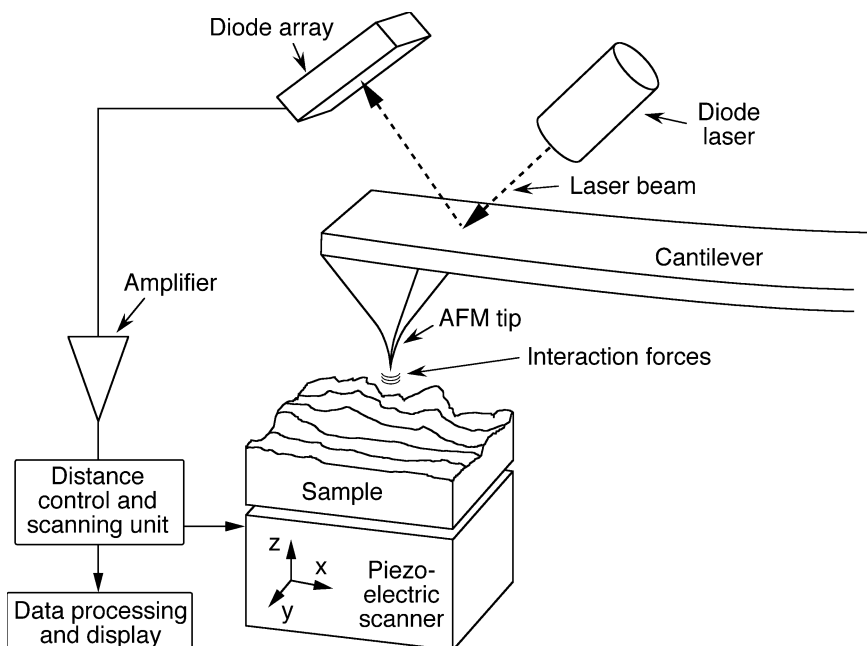 Diode array
Diode
laser
Laser beam
Cantilever
Amplifier
AFM tip
Interaction forces
Distance
control and
scanning unit
Sample
z
x
y
Piezo-
electric
scanner
Data processing
and display